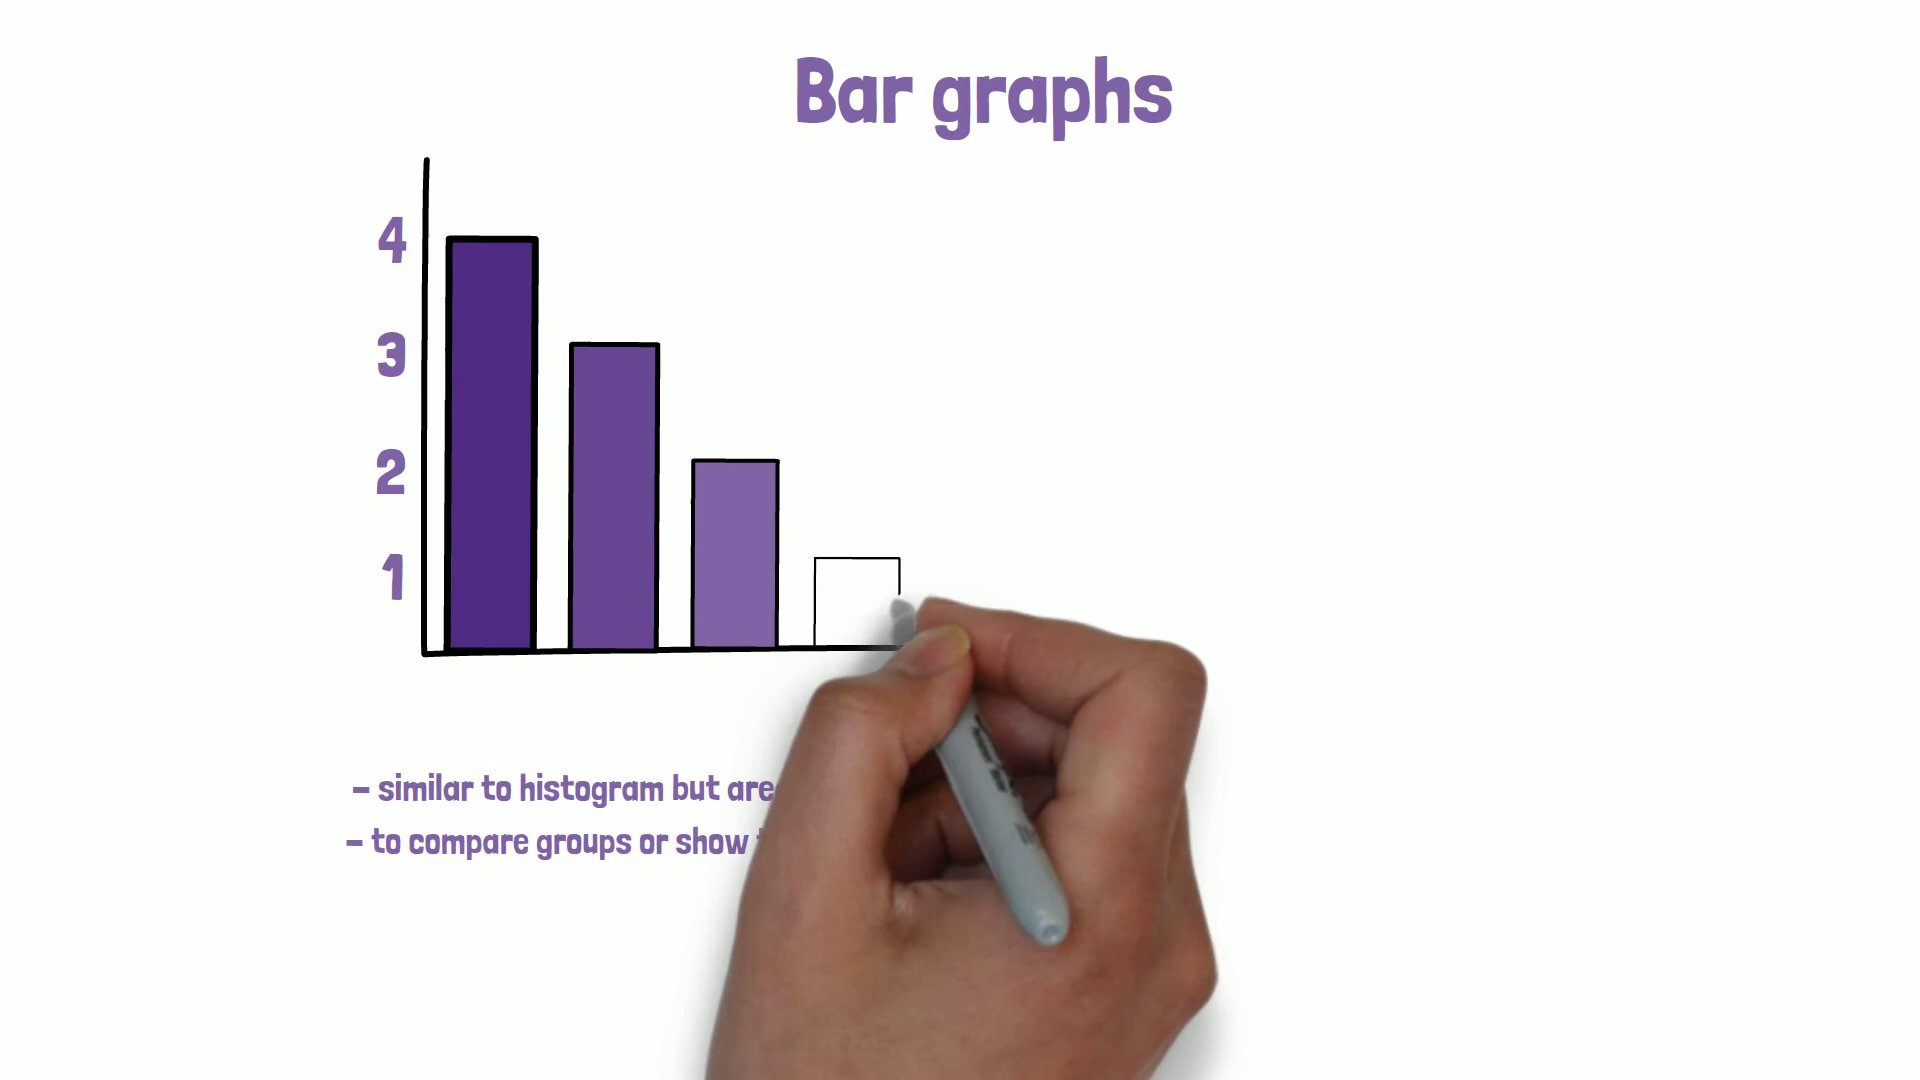 Bar graphs
4
3
2
1
– similar to histogram but are
– to compare groups or show